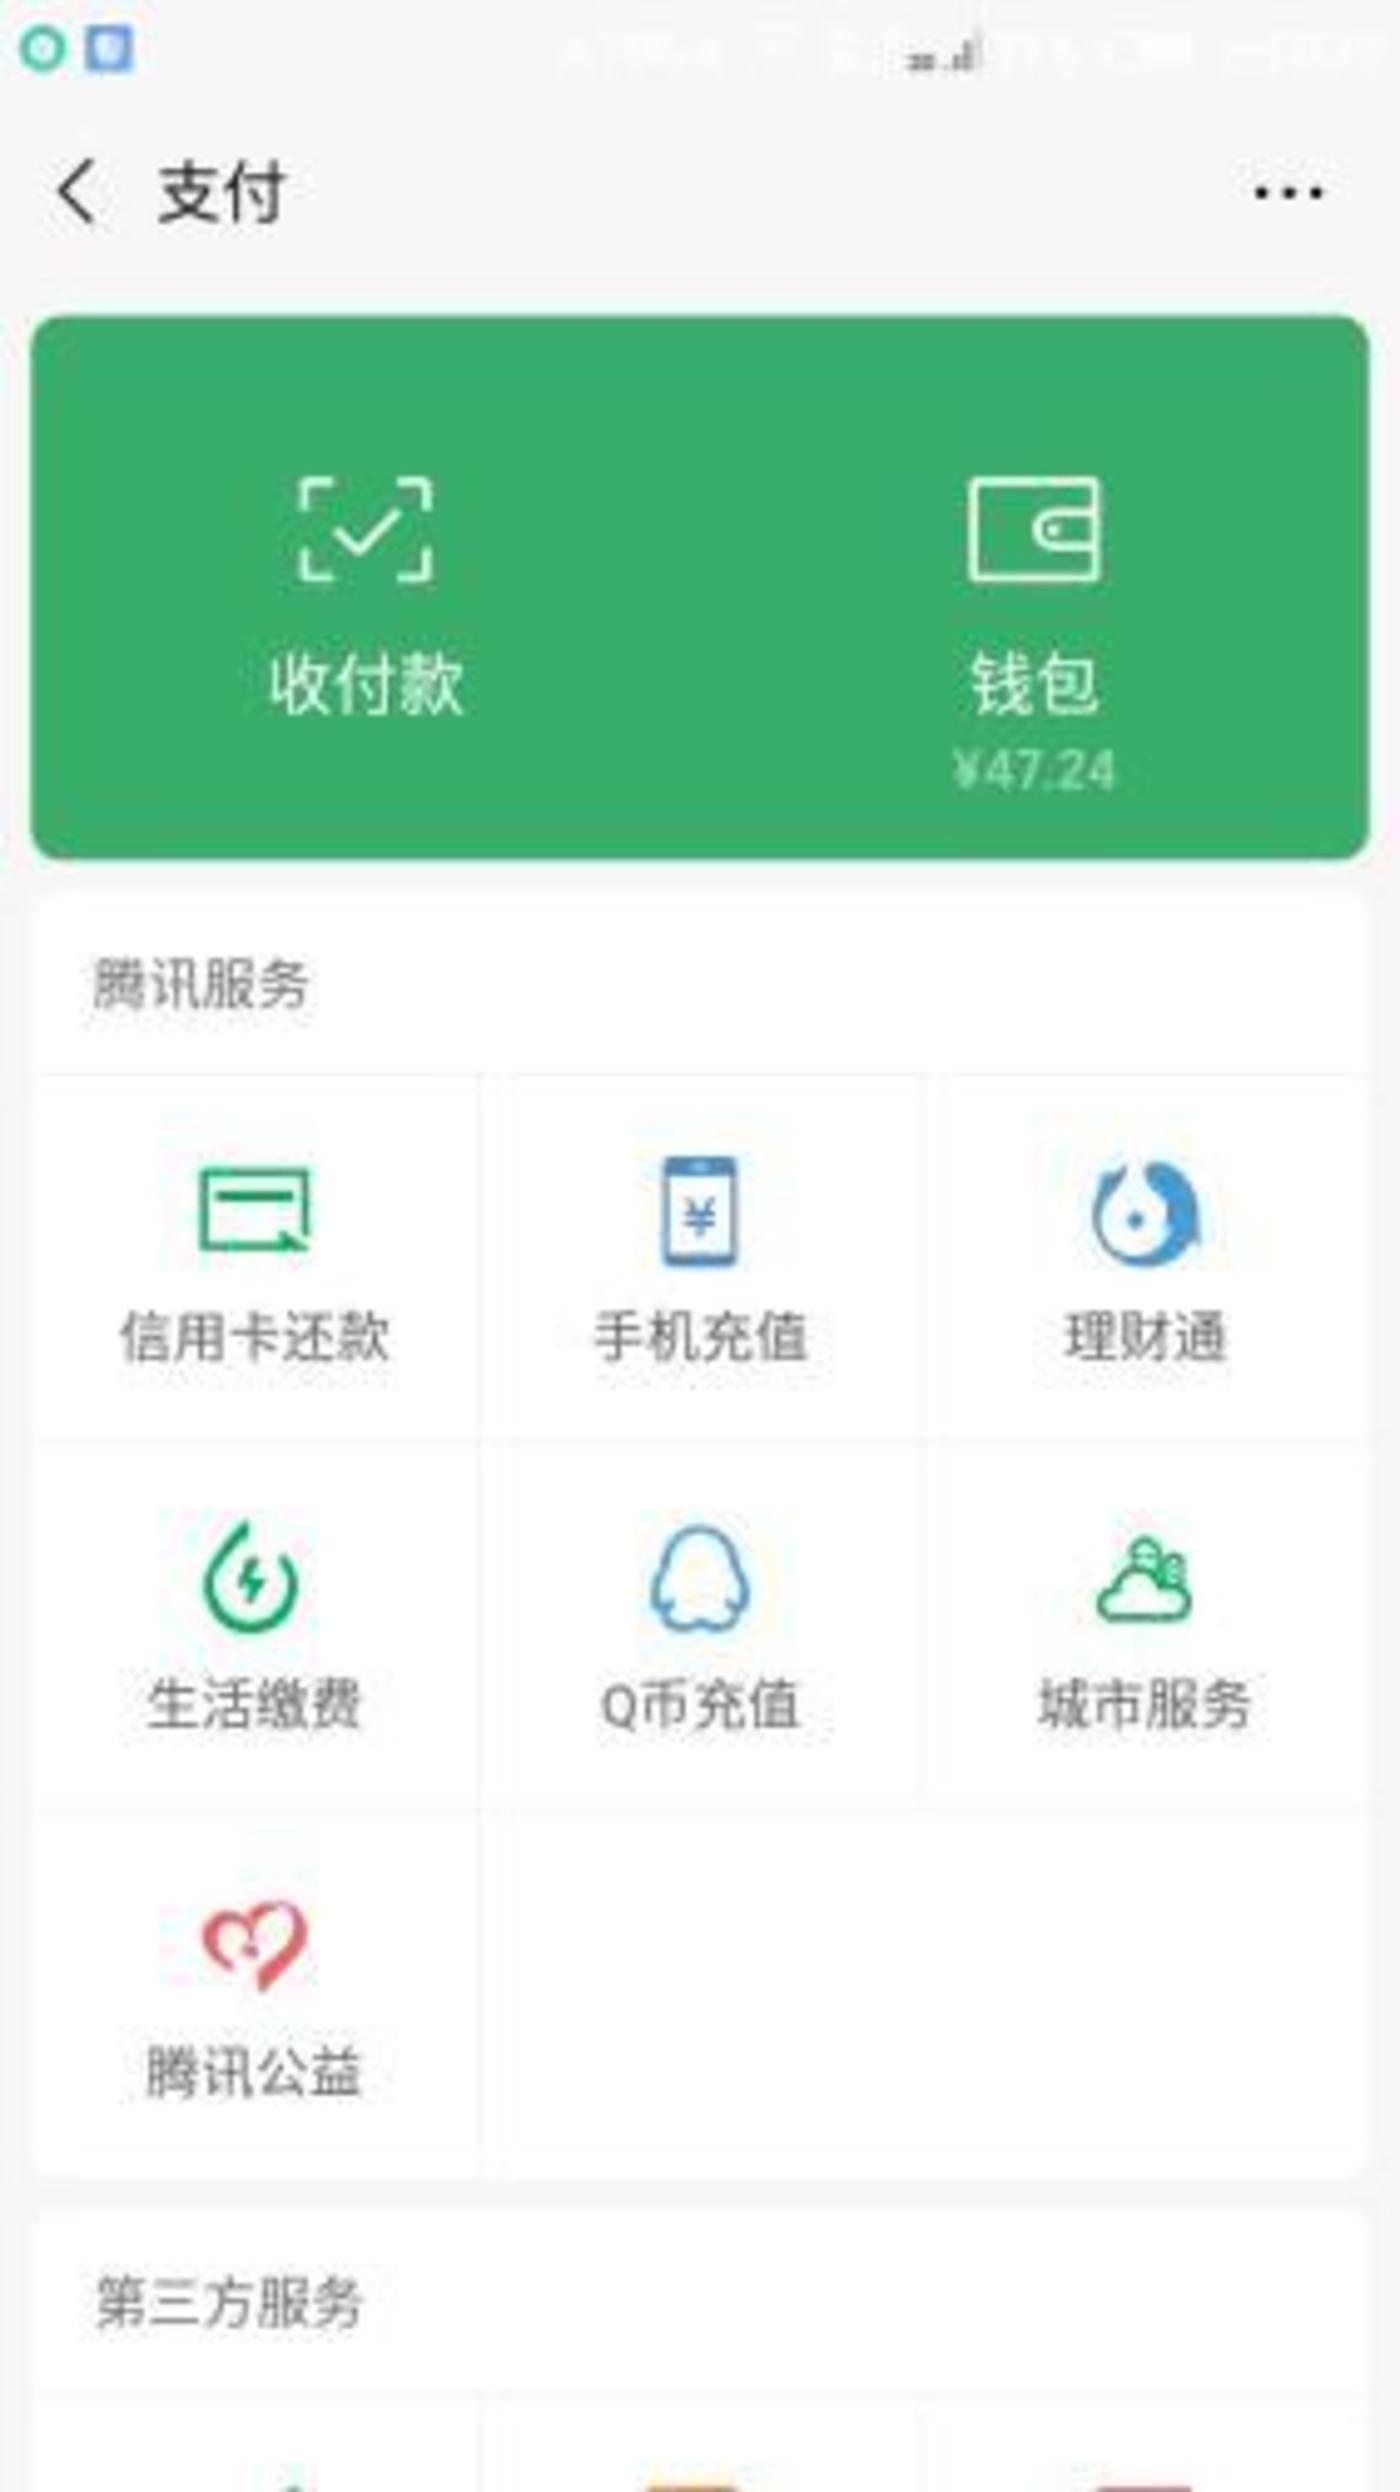 支付
收付款
钱包
¥47.24
腾讯服务
信用卡还款
手机充值
理财通
生活缴费
Q币充值
城市服务
腾讯公益
第三方服务